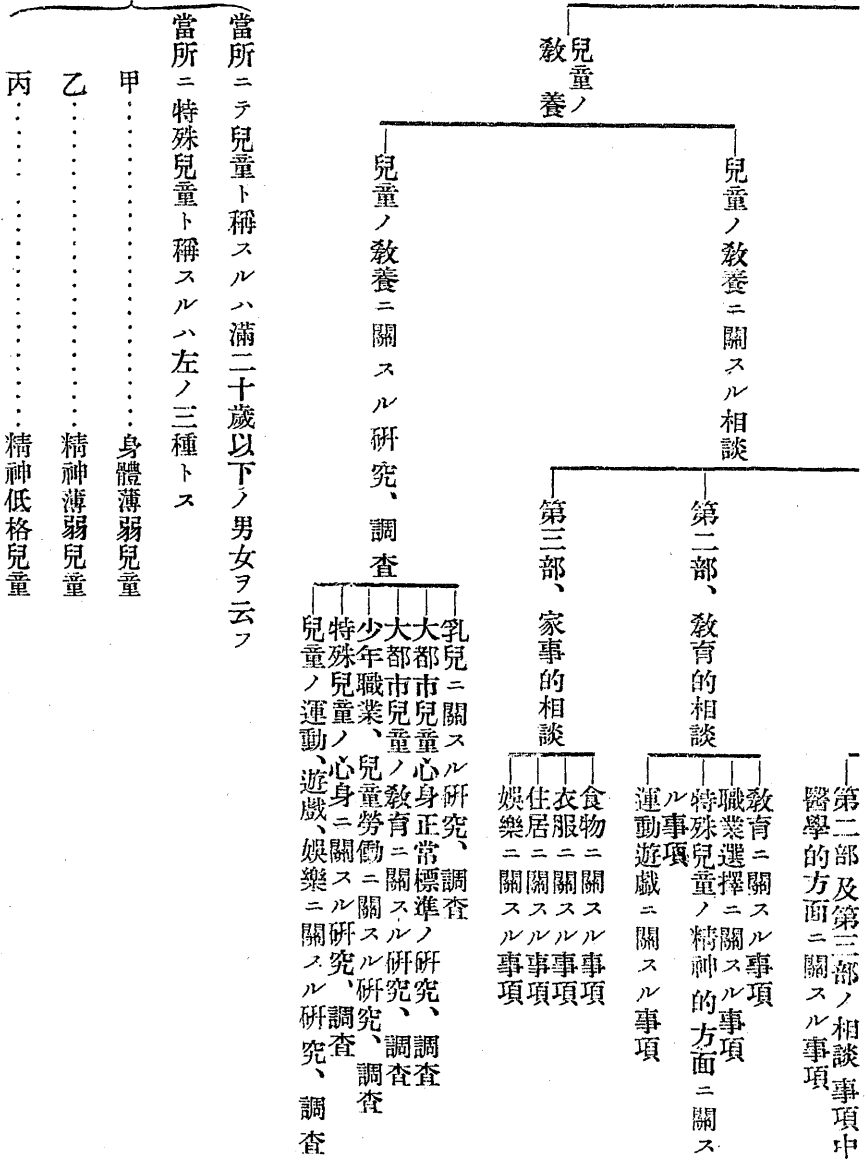 兒童ノ
敎養
兒童ノ敎養ニ關スル相談
第二部及第三部ノ相談事項中
醫學的方面ニ關スル事項
第二部、敎育的相談
敎育ニ關スル事項
職業選擇ニ關スル事項
特殊兒童ノ精神的方面ニ關ス
ル事項
運動遊戲ニ關スル事項
第三部、家事的相談
食物ニ關スル事項
衣服ニ關スル事項
住居ニ關スル事項
娛樂ニ關スル事項
兒童ノ敎養ニ關スル硏究、調査
乳兒ニ關スル硏究、調査
大都市兒童心身正常標準ノ硏究、調査
大都市兒童ノ敎育ニ關スル硏究、調査
少年職業、兒童勞働ニ關スル硏究、調査
特殊兒童ノ心身ニ關スル硏究、調査
兒童ノ運動、遊戲、娛樂ニ關スル硏究、調査
當所ニテ兒童ト稱スルハ滿二十歲以下ノ男女ヲ云フ
當所ニ特殊兒童ト稱スルハ左ノ三種トス
甲……………………身體薄弱兒童
乙……………………精神薄弱兒童
丙……………………精神低格兒童